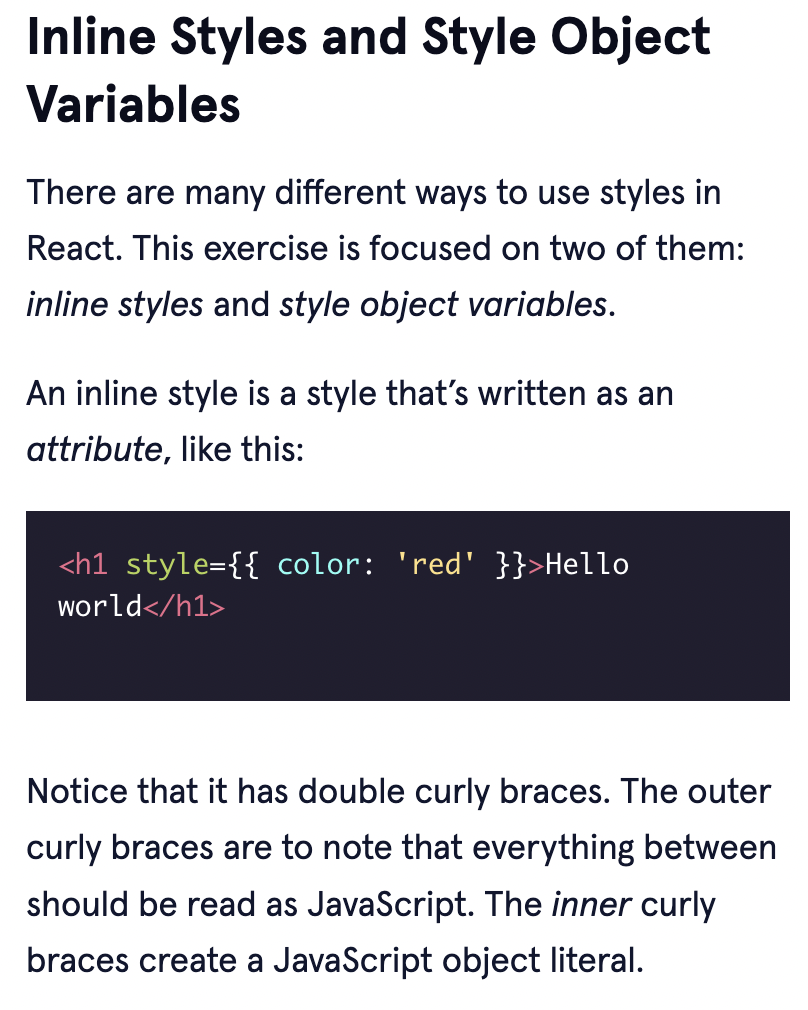 Inline Styles and Style Object
Variables
There are many different ways to use styles in
React. This exercise is focused on two of them:
inline styles and style object variables.
An inline style is a style that’s written as an
attribute, like this:
<h1 style={{ color: 'red' }}>Hello
world</h1>
Notice that it has double curly braces. The outer
curly braces are to note that everything between
should be read as JavaScript. The inner curly
braces create a JavaScript object literal.